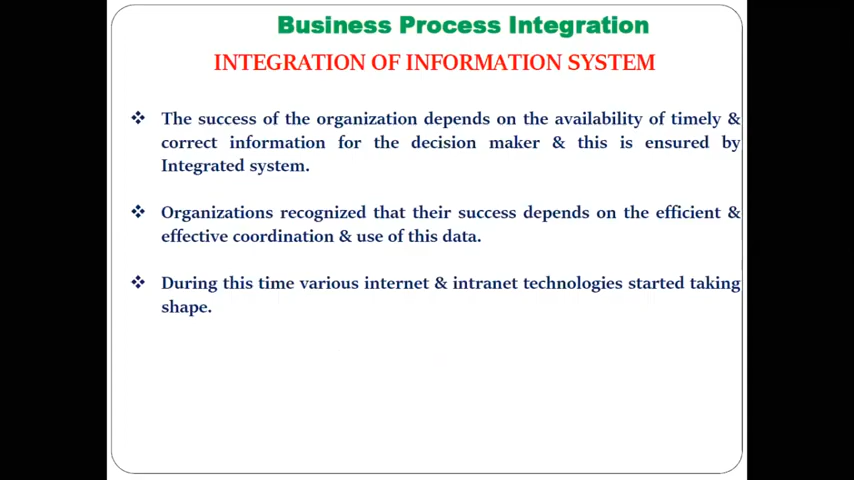 Business Process Integration
INTEGRATION OF INFORMATION SYSTEM
❖ The success of the organization depends on the availability of timely &
correct information for the decision maker & this is ensured by
Integrated system.
❖ Organizations recognized that their success depends on the efficient &
effective coordination & use of this data.
❖ During this time various internet & intranet technologies started taking
shape.